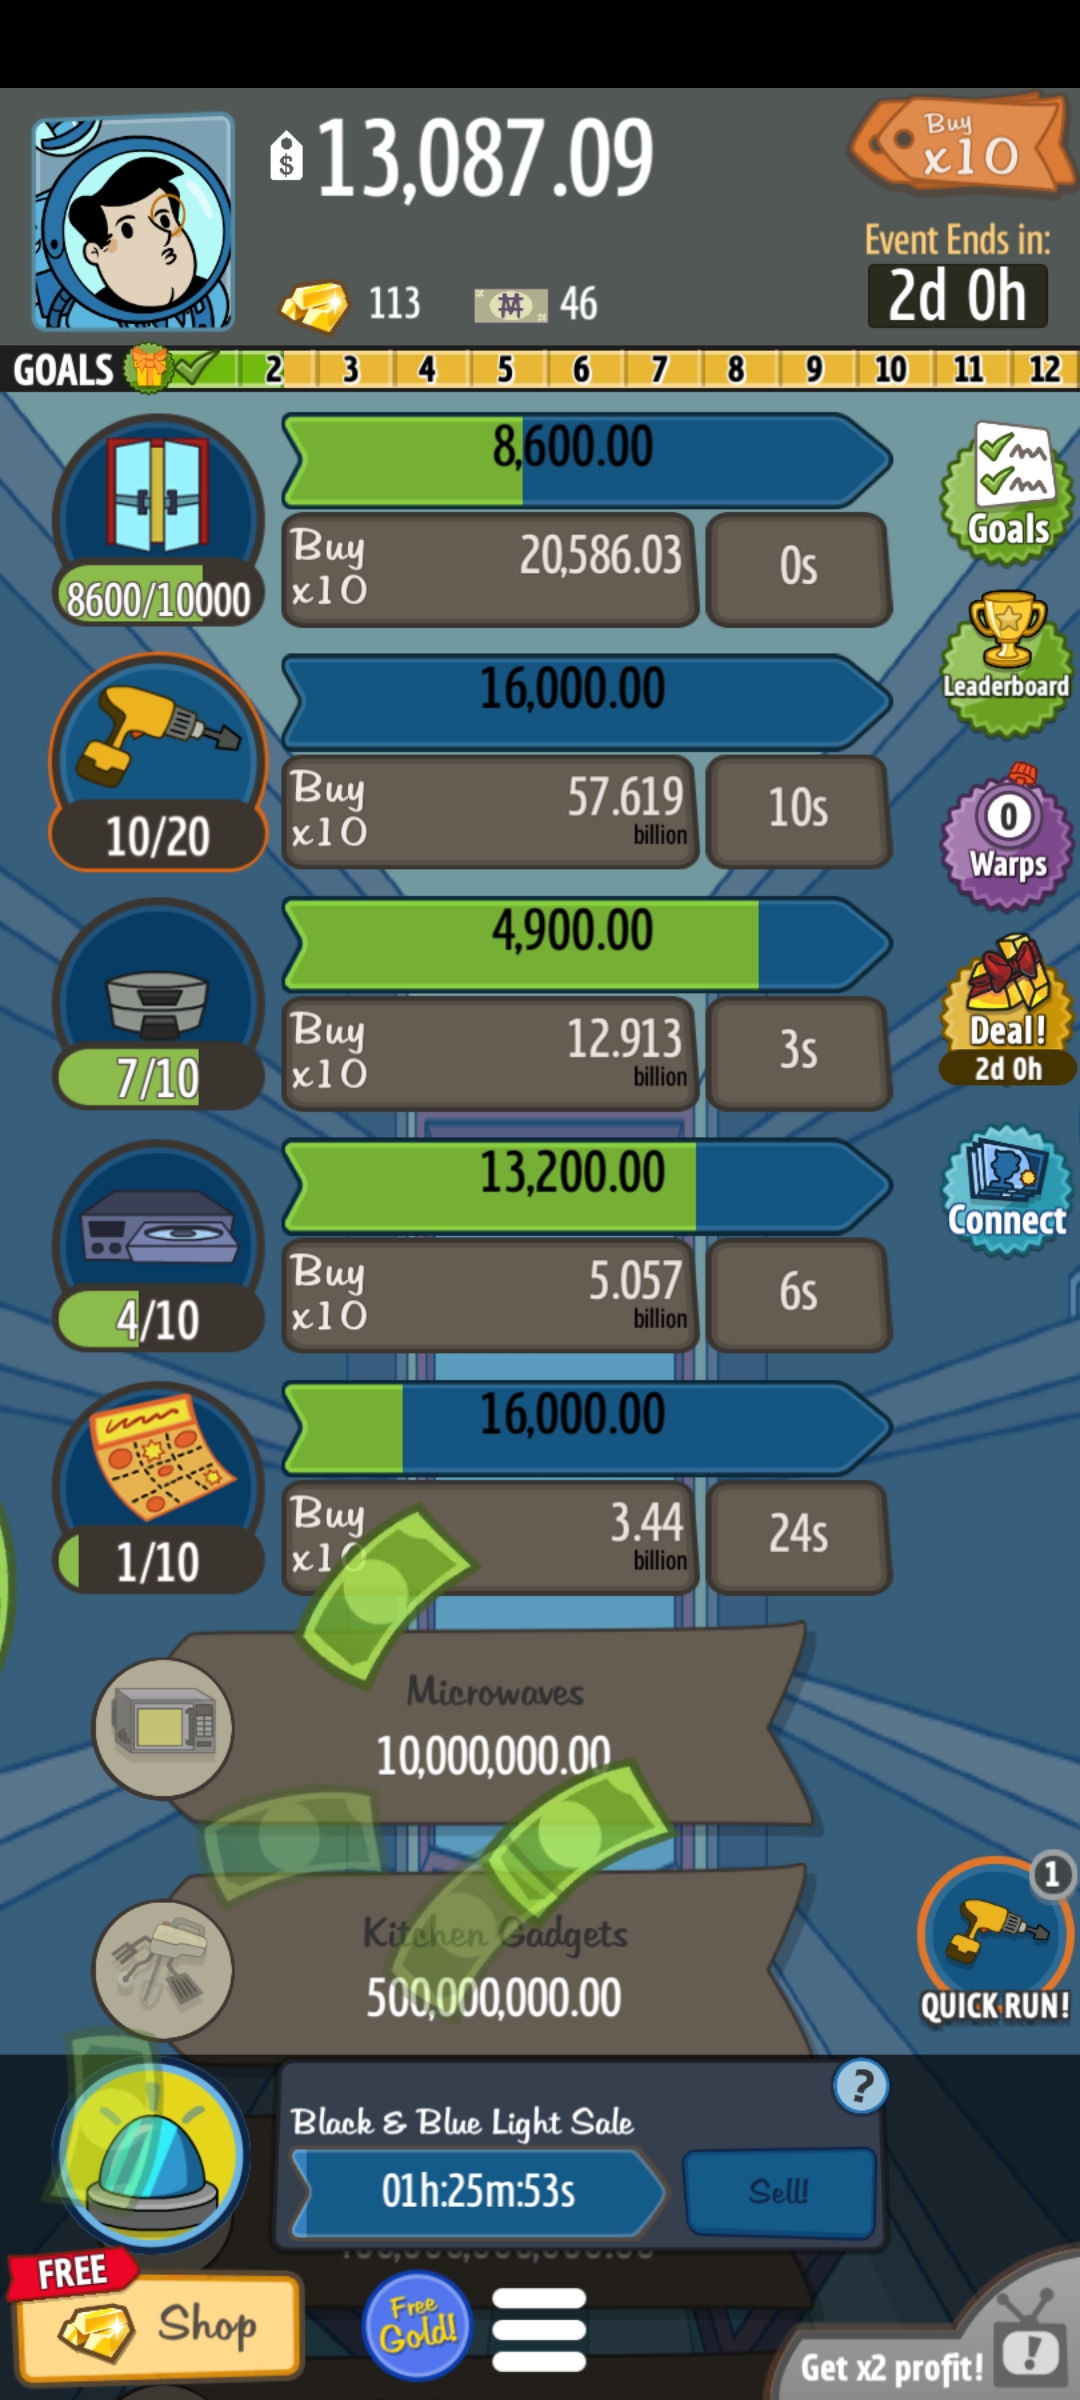 $ 13,087.09
Buy
x10
Event Ends in:
2d 0h
113
46
GOALS 2 3 4 5 6 7 8 9 10 11 12
8,600.00
Buy
x10
20,586.03
0s
8600/10000
Goals
16,000.00
Buy
x10
57.619
billion
10s
10/20
Leaderboard
0
Warps
4,900.00
Buy
x10
12.913
billion
3s
7/10
Deal!
2d 0h
13,200.00
Buy
x10
5.057
billion
6s
4/10
Connect
16,000.00
Buy
x10
3.44
billion
24s
1/10
Microwaves
10,000,000.00
Kitchen Gadgets
500,000,000.00
1
QUICK RUN!
?
Black & Blue Light Sale
01h:25m:53s
Sell!
FREE
Shop
Free
Gold!
Get x2 profit!